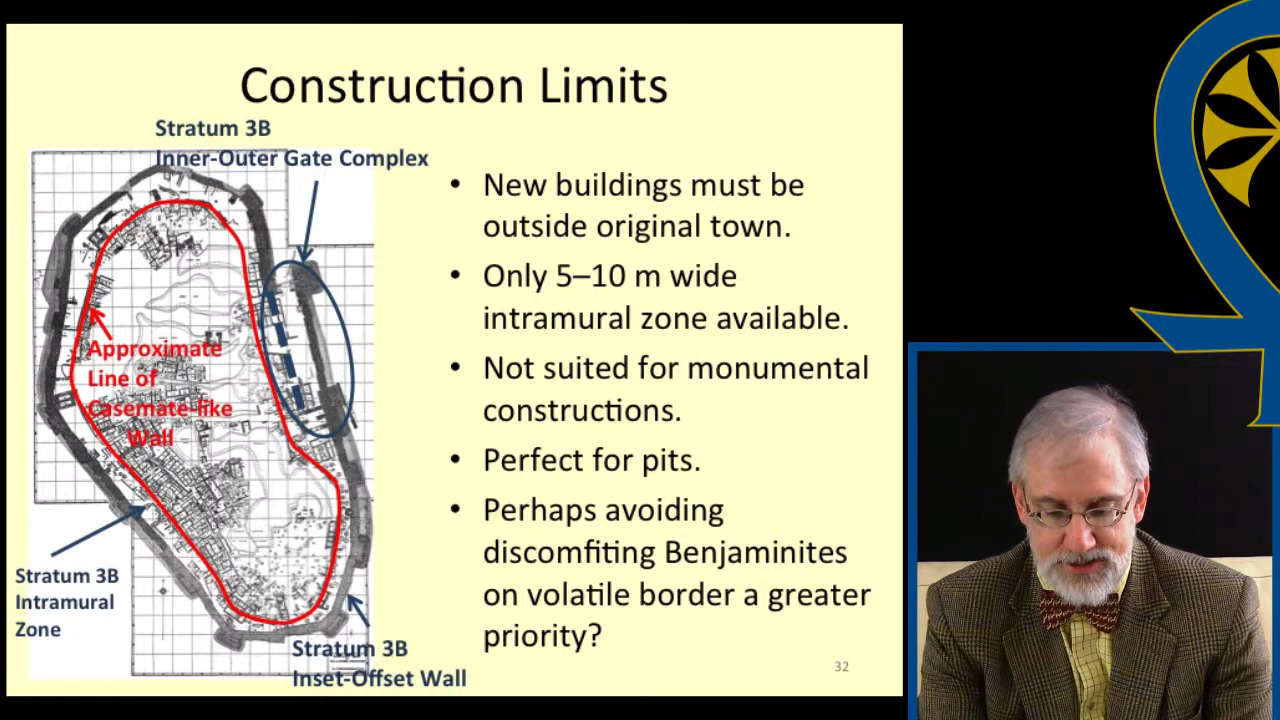 Construction Limits
Stratum 3B
Inner-Outer Gate Complex
• New buildings must be
outside original town.
• Only 5–10 m wide
intramural zone available.
• Not suited for monumental
constructions.
• Perfect for pits.
• Perhaps avoiding
discomfiting Benjaminites
on volatile border a greater
priority?
Approximate
Line of
Casemate-like
Wall
Stratum 3B
Intramural
Zone
Stratum 3B
Inset-Offset Wall
32